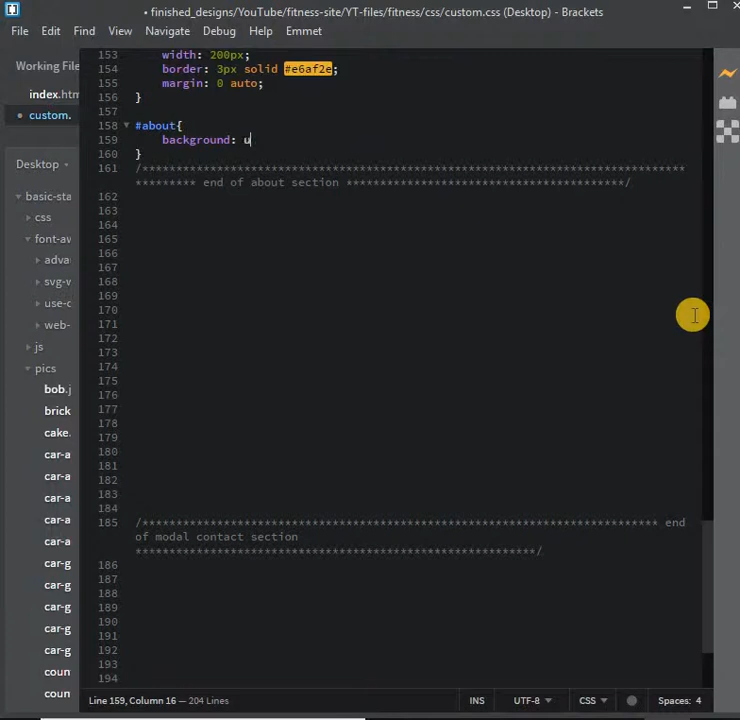 • finished_designs/YouTube/fitness-site/YT-files/fitness/css/custom.css (Desktop) - Brackets
File Edit Find View Navigate Debug Help Emmet
Working File
index.htm
• custom.
Desktop
basic-sta
css
font-aw
adva
svg-v
use-c
web-
js
pics
bob.j
brick
cake.
car-a
car-a
car-a
car-a
car-a
car-g
car-g
car-g
car-g
car-g
coun
coun
153 width: 200px;
154 border: 3px solid #e6af2e;
155 margin: 0 auto;
156 }
157
158 #about{
159 background: u
160 }
161 /********************************************************************************
********* end of about section *****************************************/
162
163
164
165
166
167
168
169
170
171
172
173
174
175
176
177
178
179
180
181
182
183
184
185 /**************************************************************************** end
of modal contact section
***********************************************************/
186
187
188
189
190
191
192
193
194
Line 159, Column 16 — 204 Lines INS UTF-8 CSS Spaces: 4